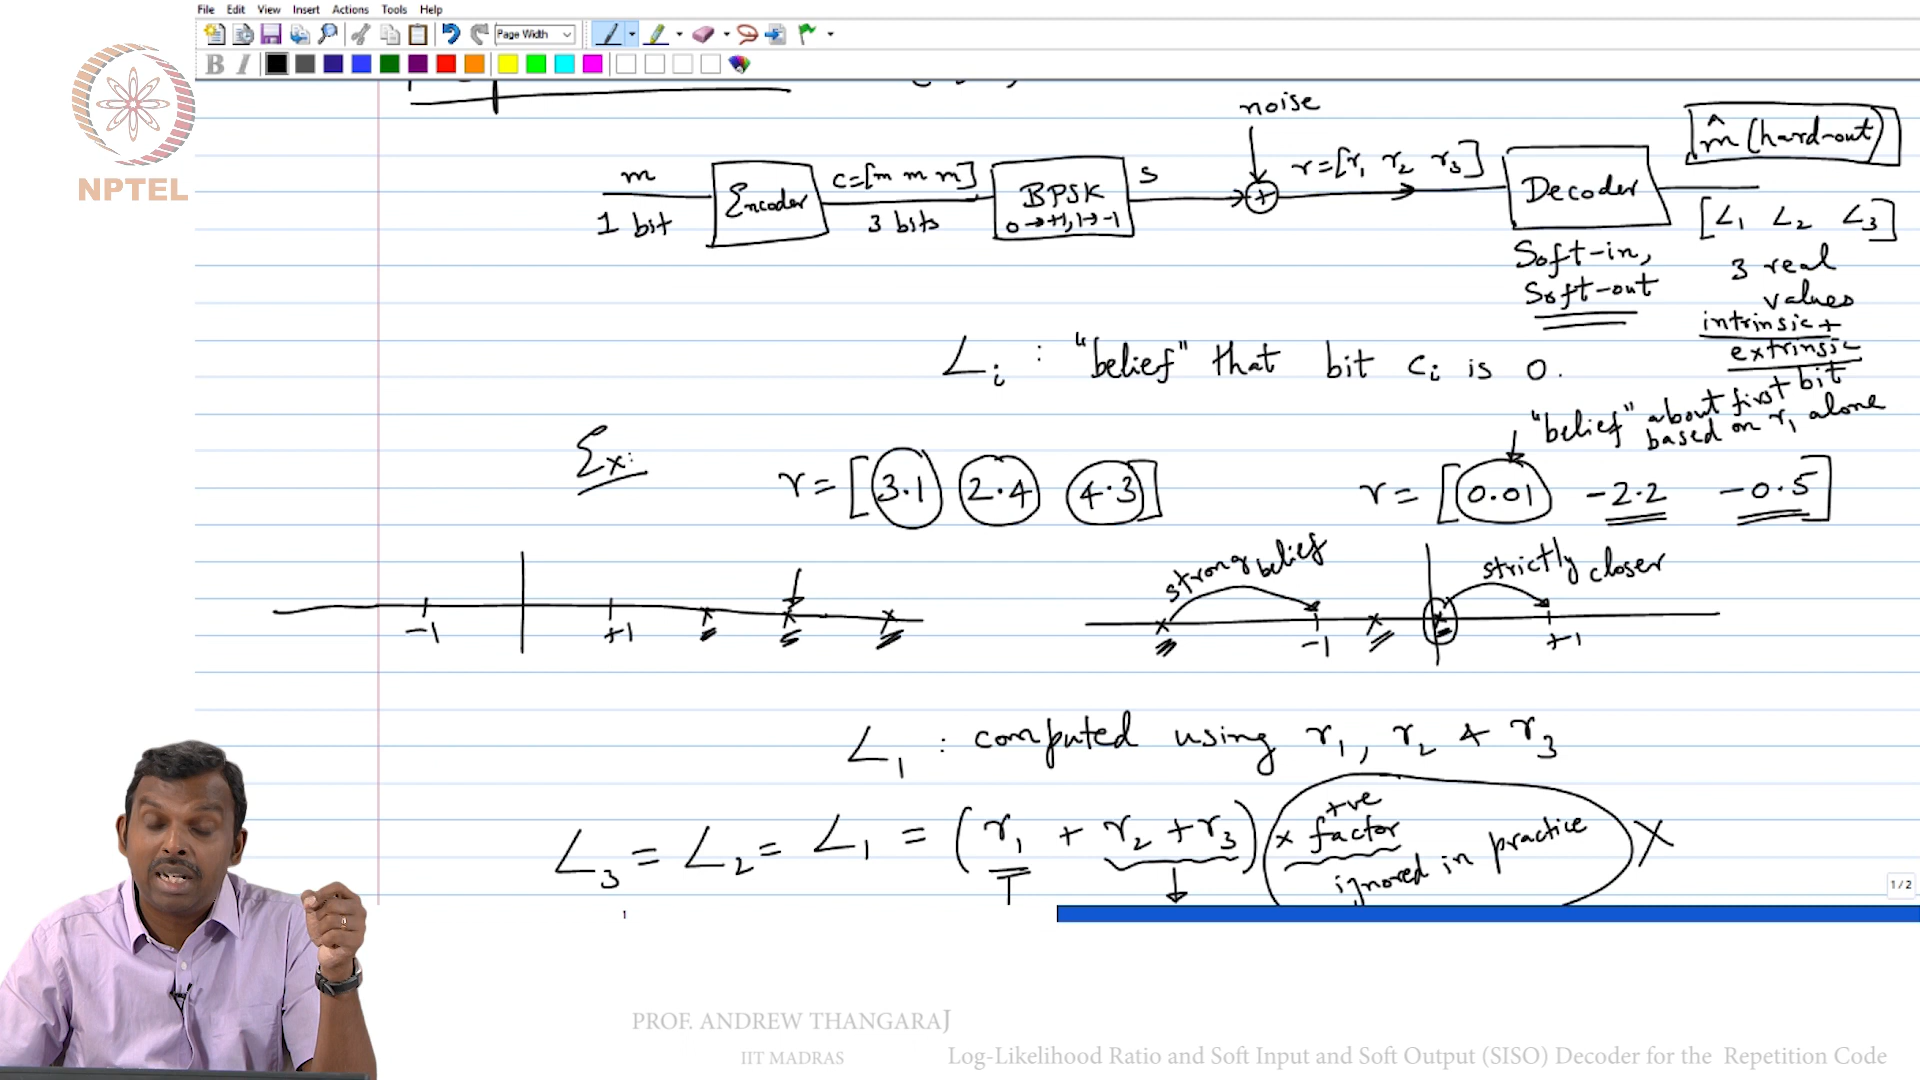 File Edit View Insert Actions Tools Help
Page Width
B I
NPTEL
noise
m̂ (hard-out)
m
1 bit
Encoder
c=[m m m]
3 bits
BPSK
0→+1, 1→-1
s
+
r=[r₁ r₂ r₃]
Decoder
[L₁ L₂ L₃]
Soft-in,
Soft-out
3 real
values
intrinsic +
extrinsic
Lᵢ : "belief" that bit cᵢ is 0.
"belief" about first bit
based on r₁ alone
Ex:
r = [3.1 2.4 4.3]
r = [0.01 -2.2 -0.5]
strong belief
strictly closer
-1 +1
-1 +1
L₁ : computed using r₁, r₂ & r₃
L₃ = L₂ = L₁ = (r₁ + r₂ + r₃) x +ve factor
ignored in practice
1 / 2
1
PROF. ANDREW THANGARAJ
IIT MADRAS
Log-Likelihood Ratio and Soft Input and Soft Output (SISO) Decoder for the Repetition Code